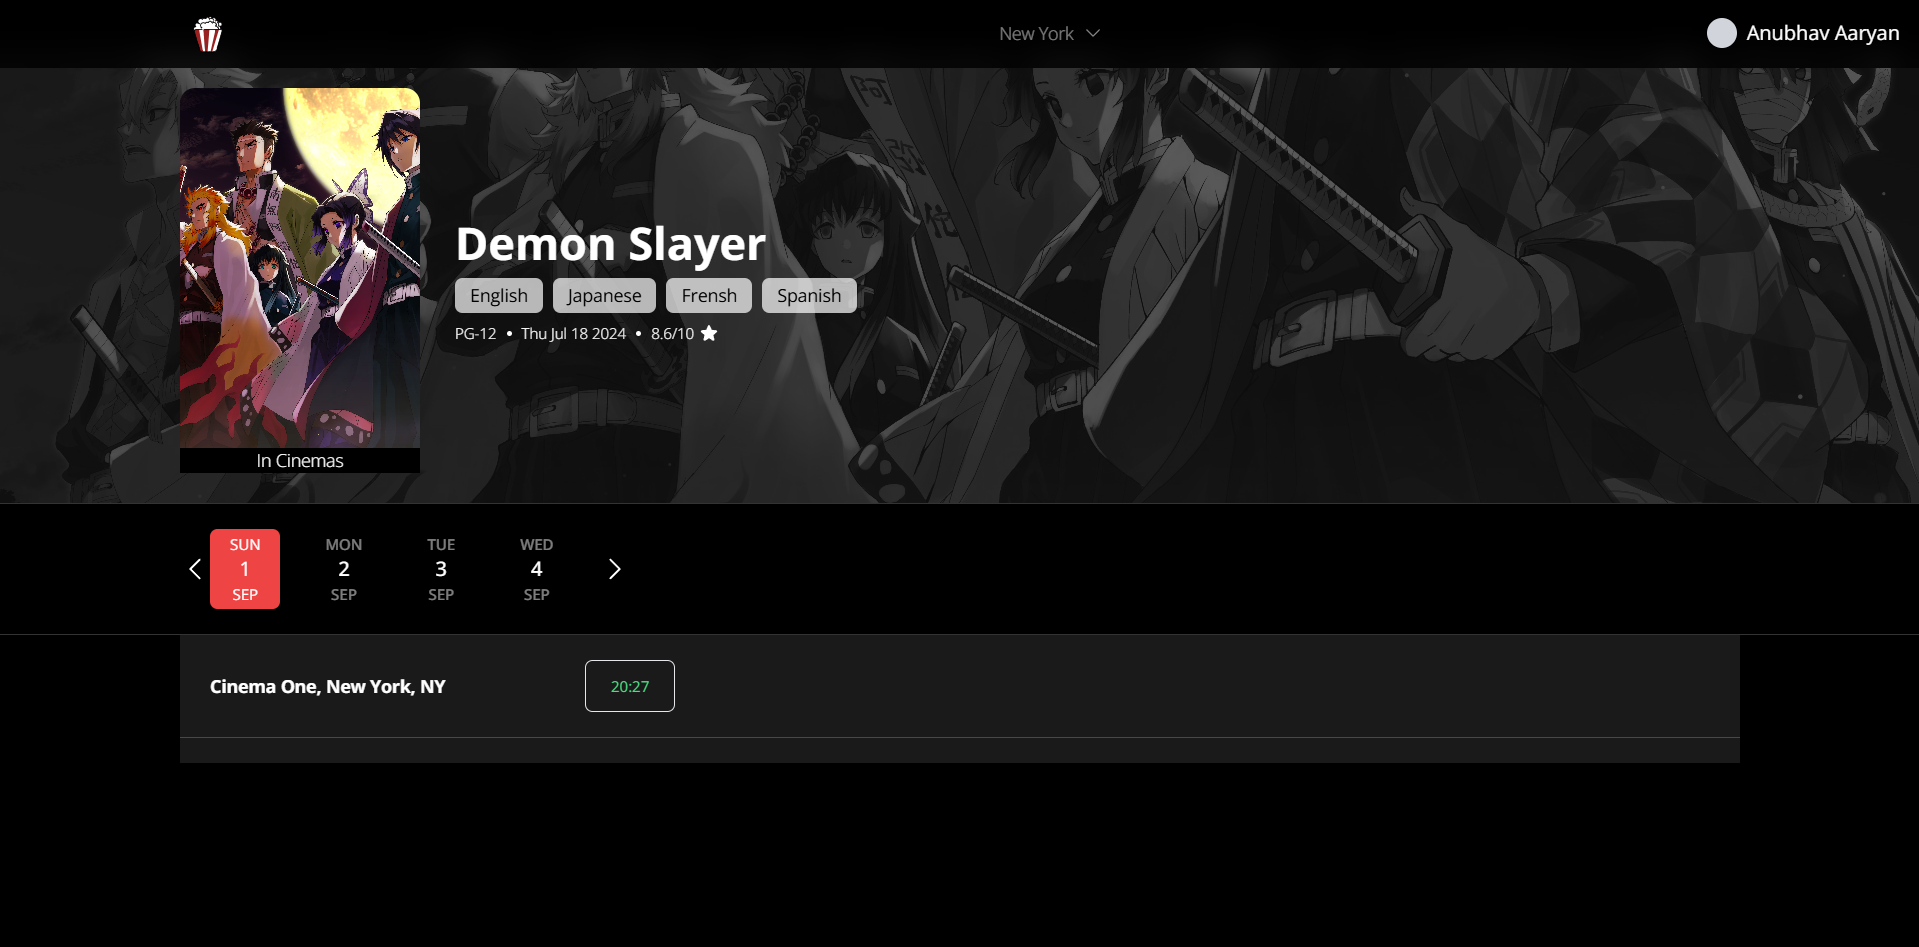 New York
Anubhav Aaryan
Demon Slayer
English Japanese Frensh Spanish
PG-12 • Thu Jul 18 2024 • 8.6/10
In Cinemas
SUN MON TUE WED
1 2 3 4
SEP SEP SEP SEP
Cinema One, New York, NY 20:27